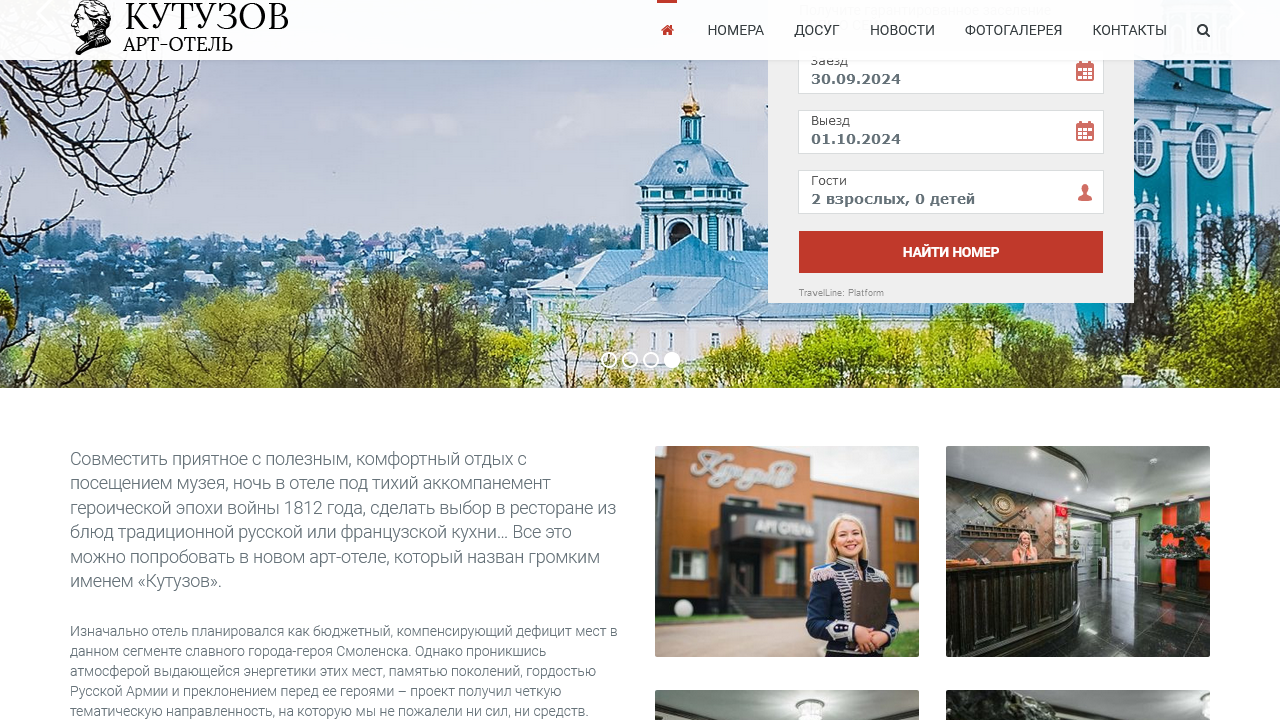 КУТУЗОВ
АРТ-ОТЕЛЬ
НОМЕРА ДОСУГ НОВОСТИ ФОТОГАЛЕРЕЯ КОНТАКТЫ
Заезд
30.09.2024
Выезд
01.10.2024
Гости
2 взрослых, 0 детей
НАЙТИ НОМЕР
TravelLine: Platform
Совместить приятное с полезным, комфортный отдых с
посещением музея, ночь в отеле под тихий аккомпанемент
героической эпохи войны 1812 года, сделать выбор в ресторане из
блюд традиционной русской или французской кухни... Все это
можно попробовать в новом арт-отеле, который назван громким
именем «Кутузов».
Изначально отель планировался как бюджетный, компенсирующий дефицит мест в
данном сегменте славного города-героя Смоленска. Однако проникшись
атмосферой выдающейся энергетики этих мест, памятью поколений, гордостью
Русской Армии и преклонением перед ее героями – проект получил четкую
тематическую направленность, на которую мы не пожалели ни сил, ни средств.
Кутузов
АРТ ОТЕЛЬ